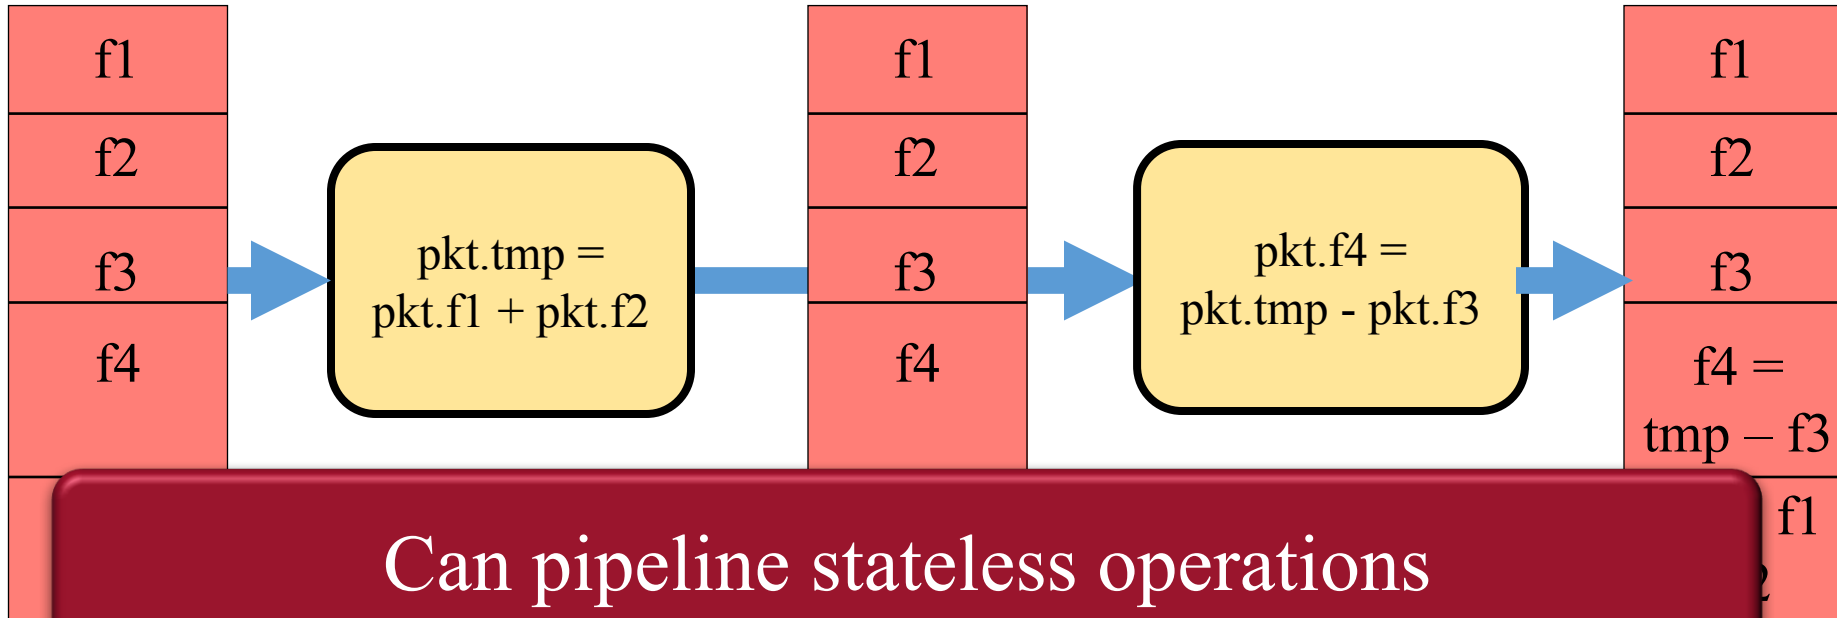 f1
f2
f3
f4
pkt.tmp =
pkt.f1 + pkt.f2
f1
f2
f3
f4
pkt.f4 =
pkt.tmp - pkt.f3
f1
f2
f3
f4 =
tmp – f3
f1
Can pipeline stateless operations